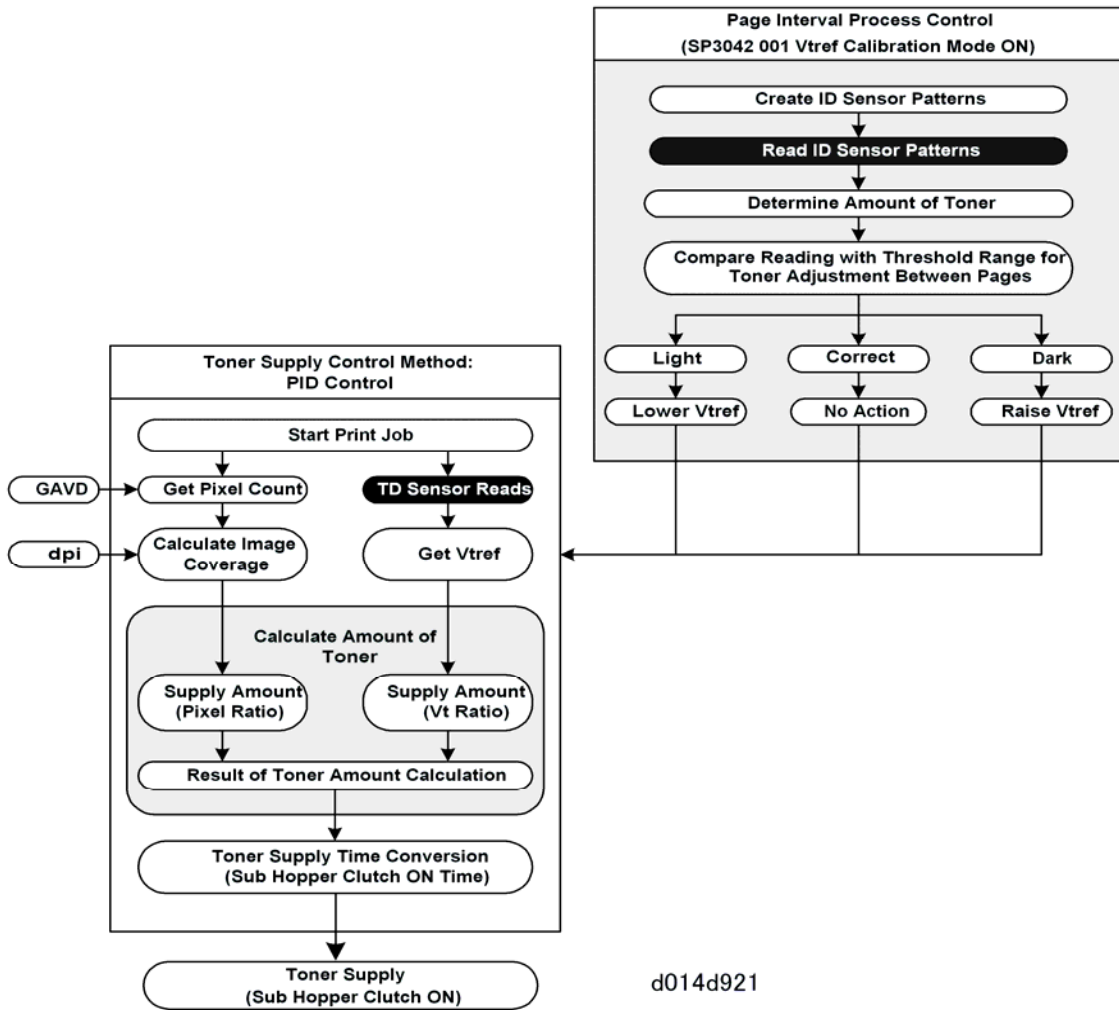 Page Interval Process Control
(SP3042 001 Vtref Calibration Mode ON)
Create ID Sensor Patterns
Read ID Sensor Patterns
Determine Amount of Toner
Compare Reading with Threshold Range for
Toner Adjustment Between Pages
Light
Correct
Dark
Lower Vtref
No Action
Raise Vtref
Toner Supply Control Method:
PID Control
Start Print Job
GAVD
Get Pixel Count
TD Sensor Reads
dpi
Calculate Image
Coverage
Get Vtref
Calculate Amount of
Toner
Supply Amount
(Pixel Ratio)
Supply Amount
(Vt Ratio)
Result of Toner Amount Calculation
Toner Supply Time Conversion
(Sub Hopper Clutch ON Time)
Toner Supply
(Sub Hopper Clutch ON)
d014d921